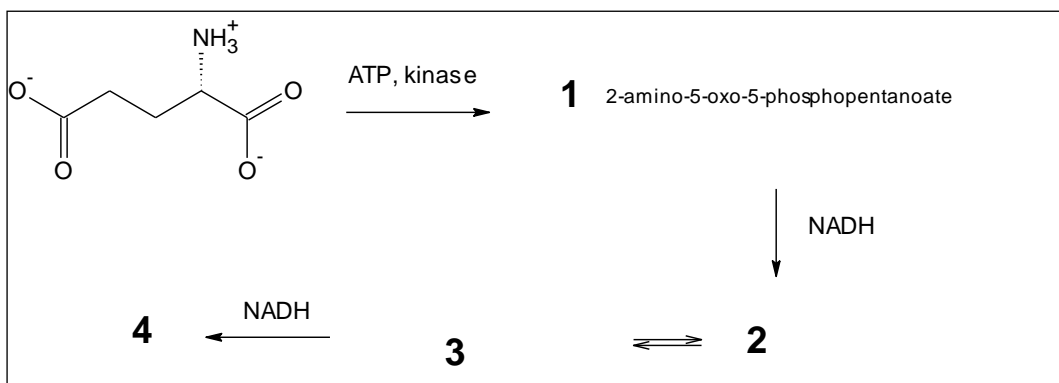 NH3+
O-
O
O
O-
ATP, kinase
1 2-amino-5-oxo-5-phosphopentanoate
NADH
4
NADH
3
2